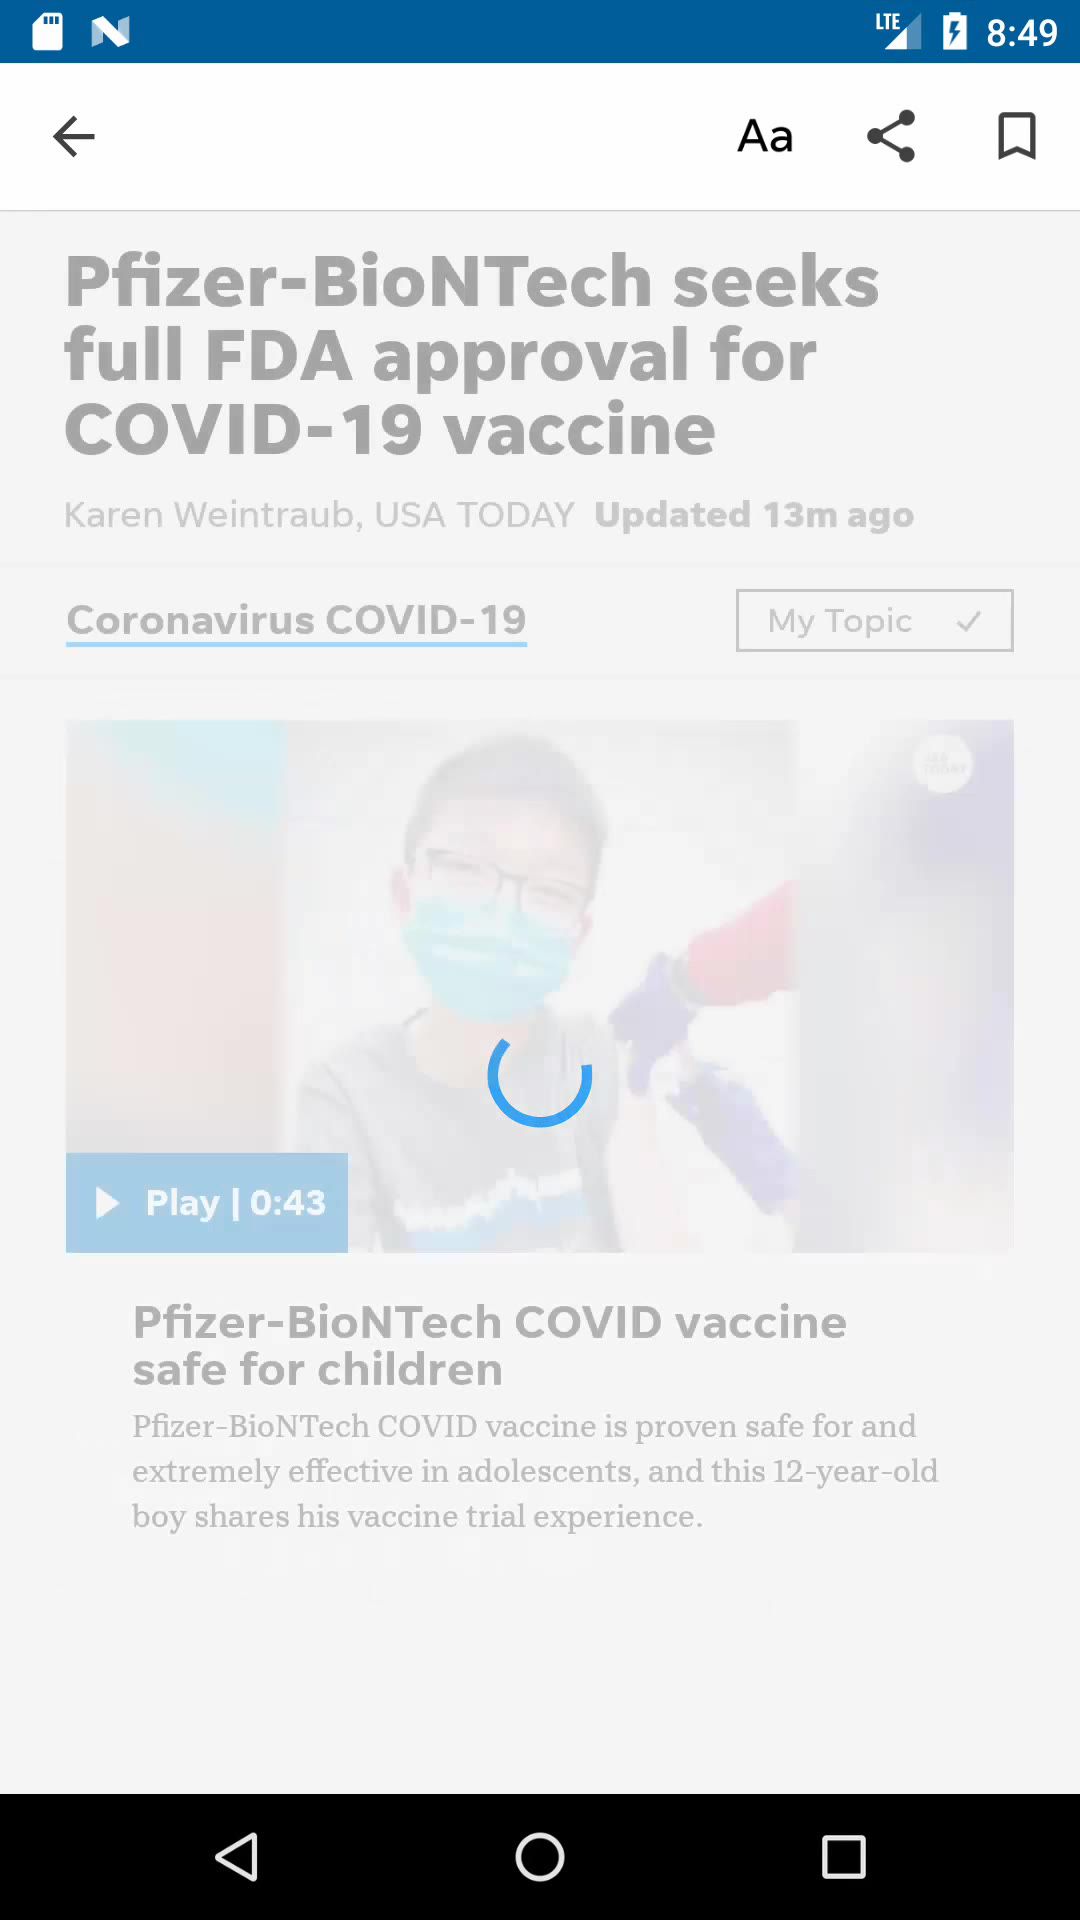 LTE 8:49
Aa
Pfizer-BioNTech seeks
full FDA approval for
COVID-19 vaccine
Karen Weintraub, USA TODAY Updated 13m ago
Coronavirus COVID-19
My Topic
USA TODAY
Play | 0:43
Pfizer-BioNTech COVID vaccine
safe for children
Pfizer-BioNTech COVID vaccine is proven safe for and
extremely effective in adolescents, and this 12-year-old
boy shares his vaccine trial experience.